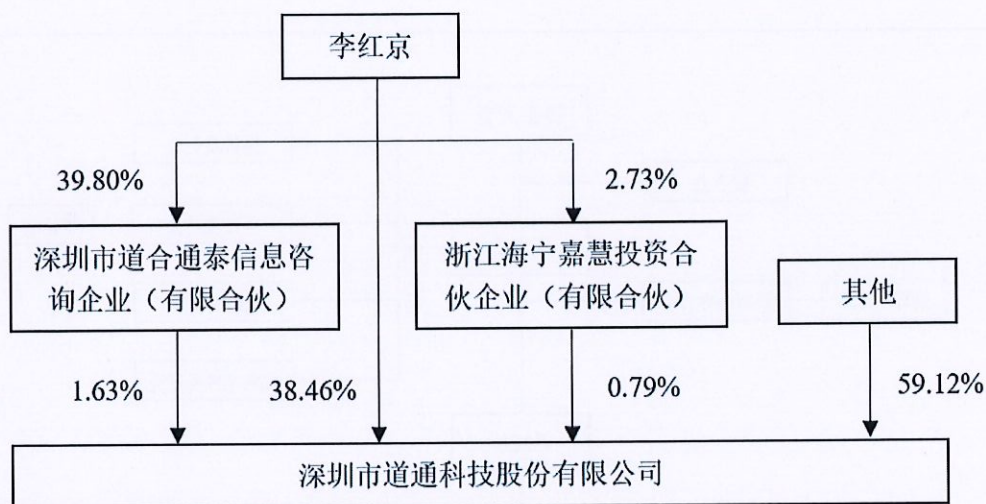 李红京
39.80%
2.73%
深圳市道合通泰信息咨
询企业（有限合伙）
浙江海宁嘉慧投资合
伙企业（有限合伙）
其他
1.63%
38.46%
0.79%
59.12%
深圳市道通科技股份有限公司